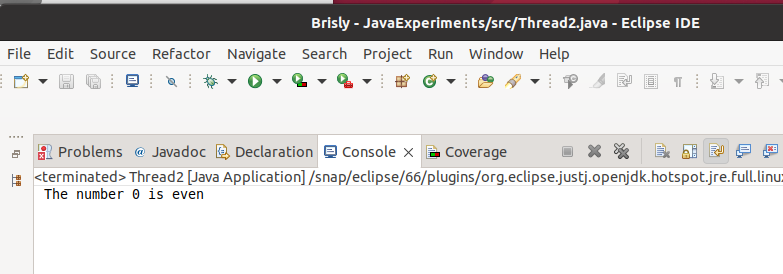 Brisly - JavaExperiments/src/Thread2.java - Eclipse IDE
File Edit Source Refactor Navigate Search Project Run Window Help
Problems @ Javadoc Declaration Console Coverage
<terminated> Thread2 [Java Application] /snap/eclipse/66/plugins/org.eclipse.justj.openjdk.hotspot.jre.full.linux
The number 0 is even